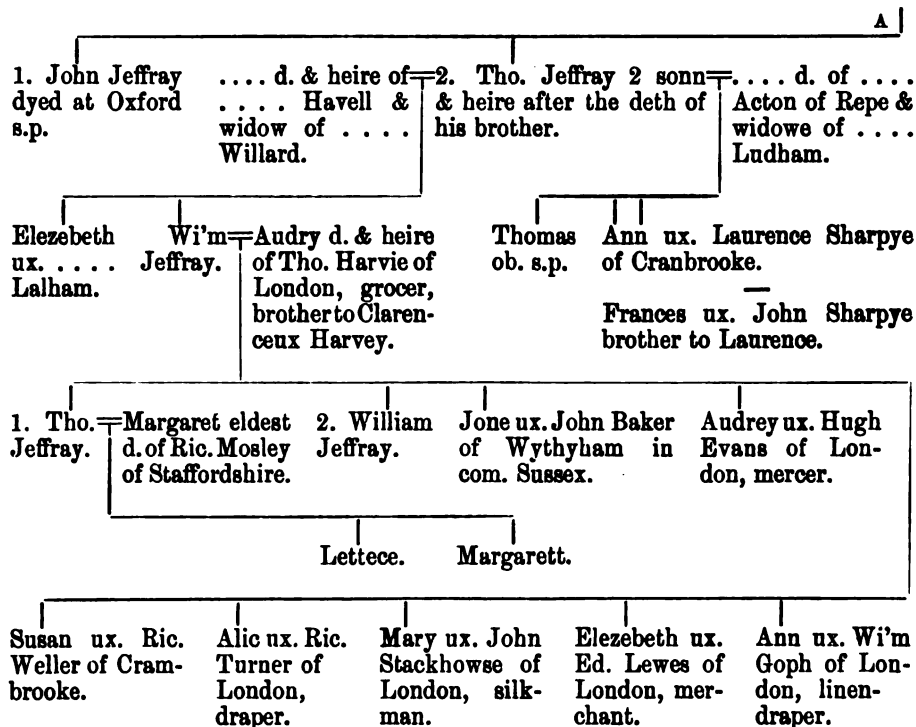 A
1. John Jeffray
dyed at Oxford
s.p.
.... d. & heire of
.... Havell &
widow of ....
Willard.
2. Tho. Jeffray 2 sonn
& heire after the deth of
his brother.
.... d. of ....
Acton of Repe &
widowe of ....
Ludham.
Elezebeth
ux. ....
Lalham.
Wi'm
Jeffray.
Audry d. & heire
of Tho. Harvie of
London, grocer,
brother to Claren-
ceux Harvey.
Thomas
ob. s.p.
Ann ux. Laurence Sharpye
of Cranbrooke.
Frances ux. John Sharpye
brother to Laurence.
1. Tho.
Jeffray.
Margaret eldest
d. of Ric. Mosley
of Staffordshire.
2. William
Jeffray.
Jone ux. John Baker
of Wythyham in
com. Sussex.
Audrey ux. Hugh
Evans of Lon-
don, mercer.
Lettece.
Margarett.
Susan ux. Ric.
Weller of Cram-
brooke.
Alic ux. Ric.
Turner of
London,
draper.
Mary ux. John
Stackhowse of
London, silk-
man.
Elezebeth ux.
Ed. Lewes of
London, mer-
chant.
Ann ux. Wi'm
Goph of Lon-
don, linen-
draper.